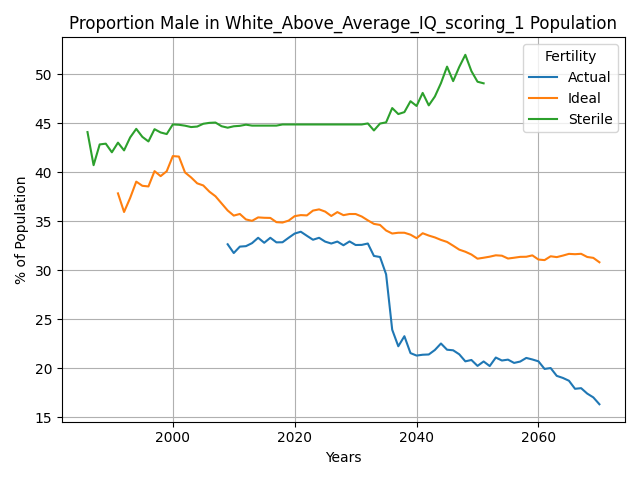 Proportion Male in White_Above_Average_IQ_scoring_1 Population
Fertility
Actual
Ideal
Sterile
% of Population
50
45
40
35
30
25
20
15
2000 2020 2040 2060
Years